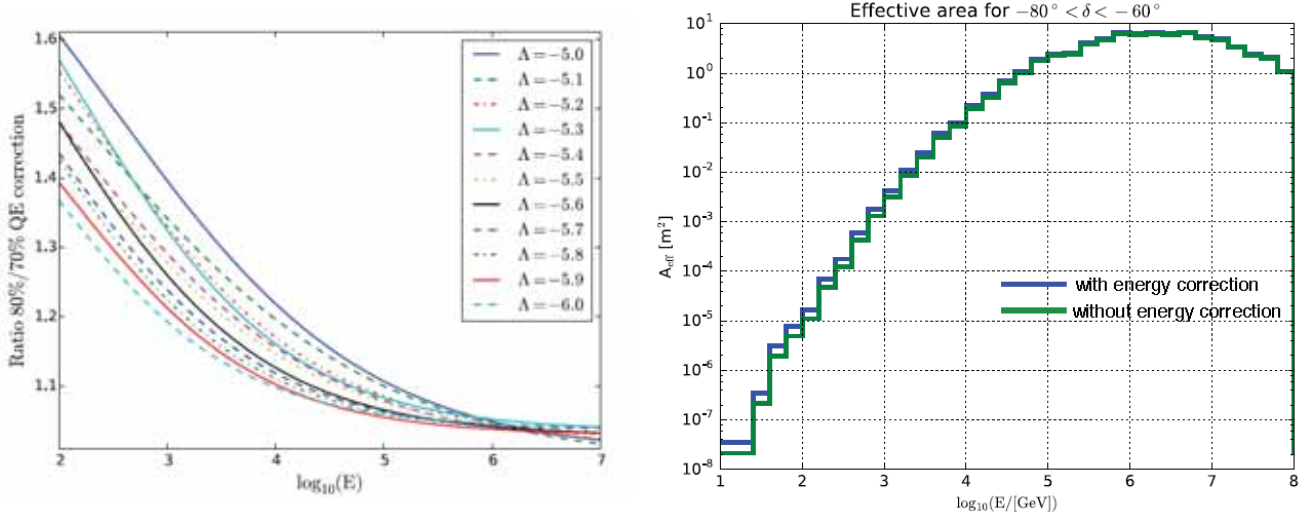 1.6
1.5
1.4
1.3
1.2
1.1
Ratio 80%/70% QE correction
2 3 4 5 6 7
log₁₀(E)
Λ=−5.0
Λ=−5.1
Λ=−5.2
Λ=−5.3
Λ=−5.4
Λ=−5.5
Λ=−5.6
Λ=−5.7
Λ=−5.8
Λ=−5.9
Λ=−6.0
Effective area for −80° < δ < −60°
10¹
10⁰
10⁻¹
10⁻²
10⁻³
10⁻⁴
10⁻⁵
10⁻⁶
10⁻⁷
10⁻⁸
A_eff [m²]
with energy correction
without energy correction
1 2 3 4 5 6 7 8
log₁₀(E/[GeV])